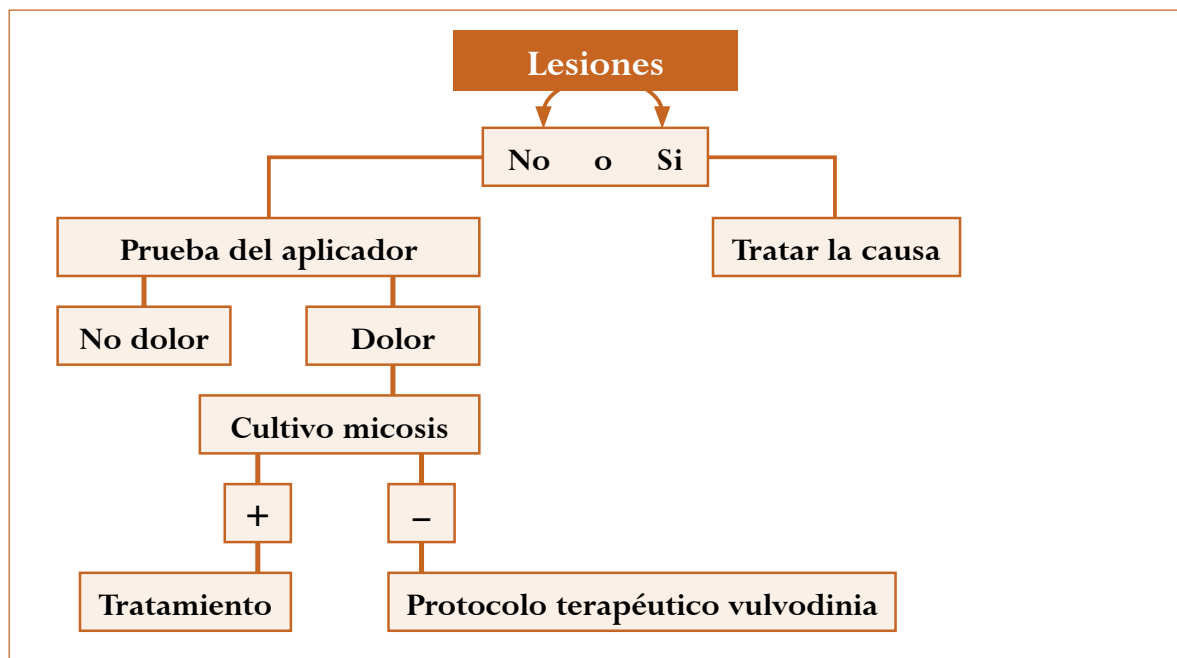 Lesiones
No o Si
Prueba del aplicador
Tratar la causa
No dolor
Dolor
Cultivo micosis
+
–
Tratamiento
Protocolo terapéutico vulvodinia